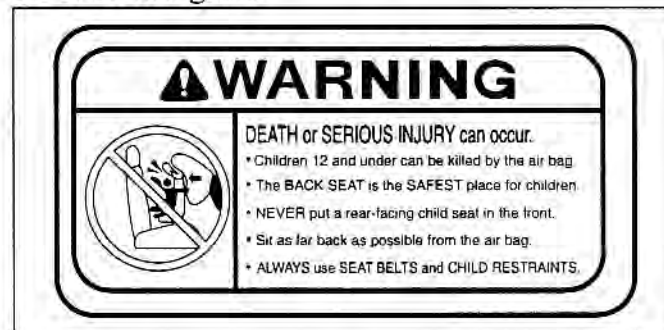 WARNING
DEATH or SERIOUS INJURY can occur.
• Children 12 and under can be killed by the air bag
• The BACK SEAT is the SAFEST place for children.
• NEVER put a rear-facing child seat in the front.
• Sit as far back as possible from the air bag.
• ALWAYS use SEAT BELTS and CHILD RESTRAINTS.